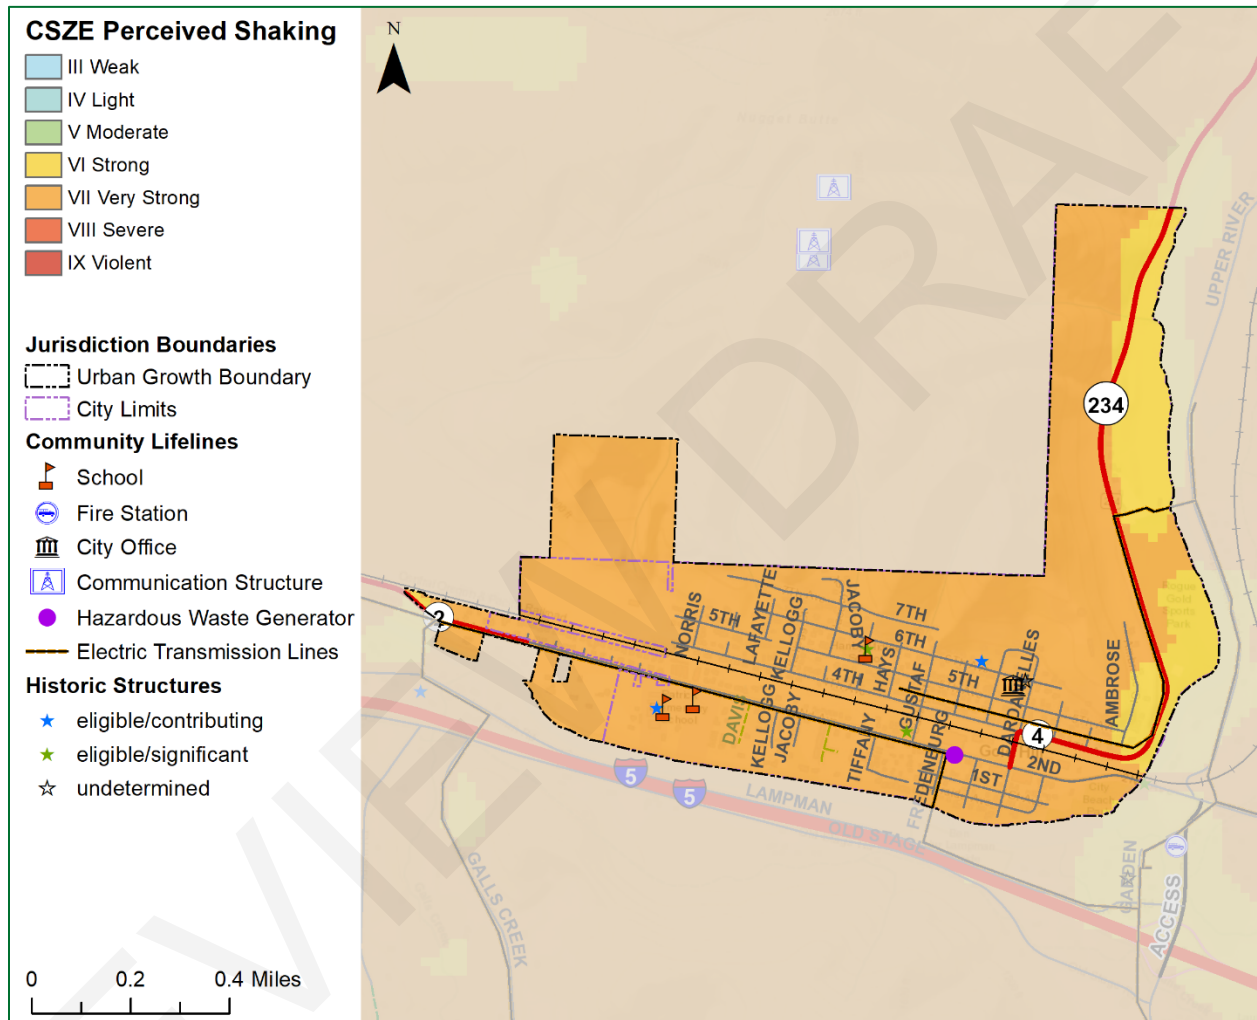 CSZE Perceived Shaking
III Weak
IV Light
V Moderate
VI Strong
VII Very Strong
VIII Severe
IX Violent
Jurisdiction Boundaries
Urban Growth Boundary
City Limits
Community Lifelines
School
Fire Station
City Office
Communication Structure
Hazardous Waste Generator
Electric Transmission Lines
Historic Structures
eligible/contributing
eligible/significant
undetermined
0 0.2 0.4 Miles
N
UPPER RIVER
234
2
NORRIS
5TH
LAFAYETTE
KELLOGG
JACOBY
7TH
6TH
HAYS
4TH
GUSTAF
5TH
DARDANELLES
AMBROSE
4
2ND
1ST
DAVIS
KELLOGG
JACOBY
TIFFANY
FREDENBURG
5
5
LAMPMAN
OLD STAGE
GALLS CREEK
ACCESS
EVIEW DRAF